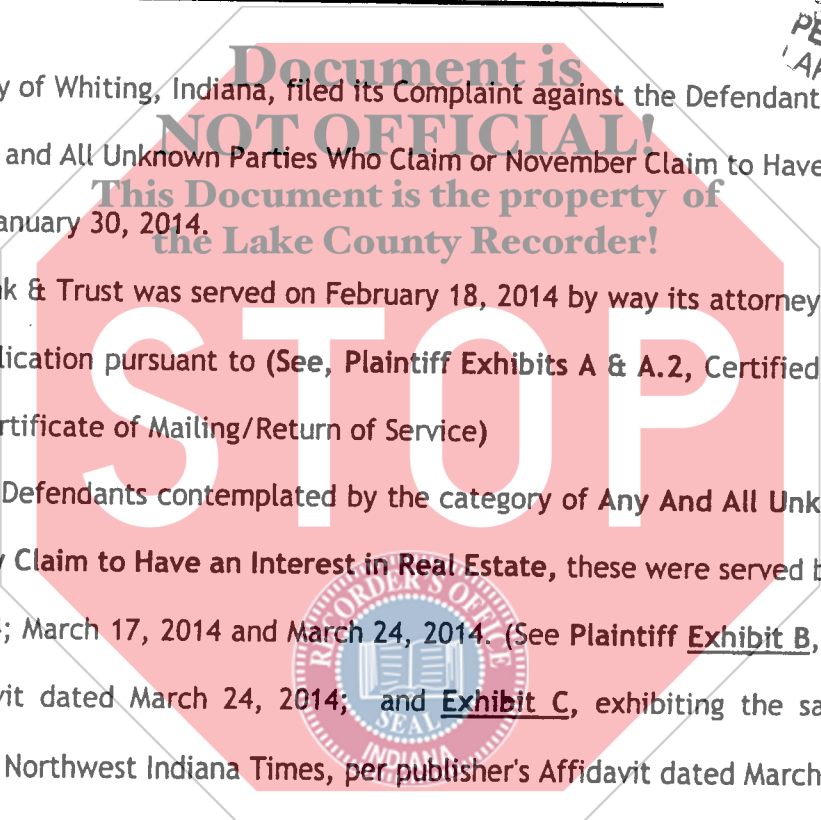 Document is
y of Whiting, Indiana, filed its Complaint against the Defendant
NOT OFFICIAL!
and All Unknown Parties Who Claim or November Claim to Have
This Document is the property of
anuary 30, 2014.
the Lake County Recorder!
k & Trust was served on February 18, 2014 by way its attorney
lication pursuant to (See, Plaintiff Exhibits A & A.2, Certified
rtificate of Mailing/Return of Service)
STOP
Defendants contemplated by the category of Any And All Unk
y Claim to Have an Interest in Real Estate, these were served b
; March 17, 2014 and March 24, 2014. (See Plaintiff Exhibit B,
vit dated March 24, 2014; and Exhibit C, exhibiting the sa
Northwest Indiana Times, per publisher's Affidavit dated March
RECORDER'S OFFICE
SEAL
INDIANA